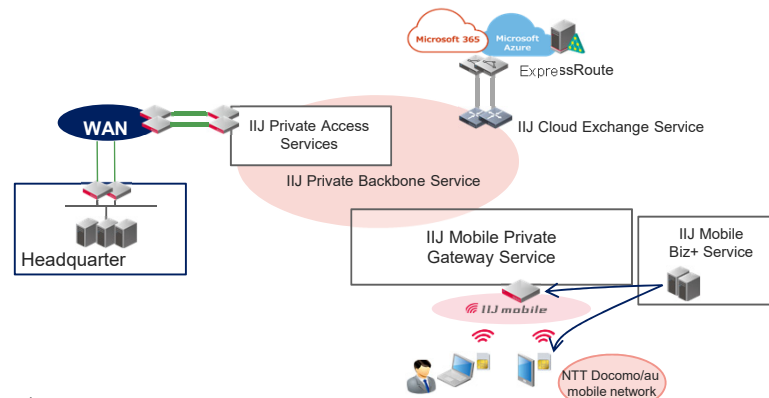 Microsoft 365
Microsoft
Azure
ExpressRoute
WAN
IIJ Private Access
Services
IIJ Cloud Exchange Service
IIJ Private Backbone Service
IIJ Mobile Private
Gateway Service
IIJ Mobile
Biz+ Service
Headquarter
IIJ mobile
NTT Docomo/au
mobile network